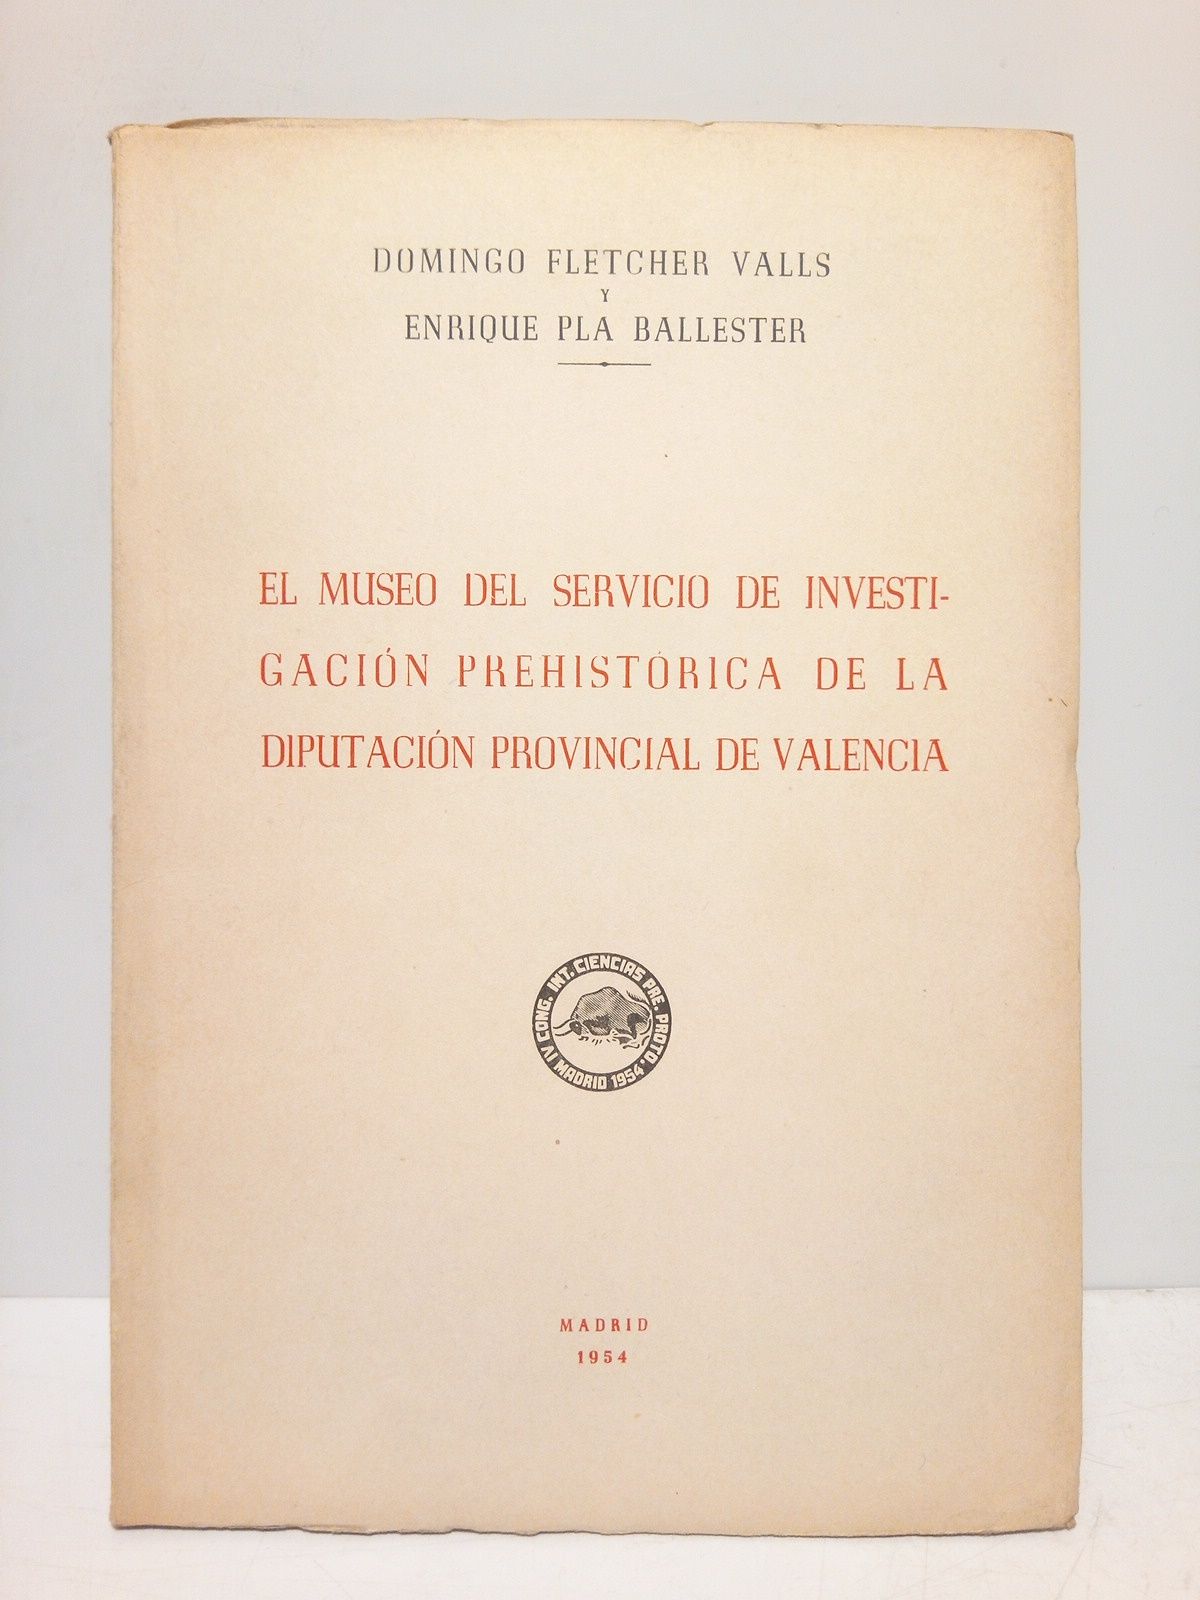 DOMINGO FLETCHER VALLS
Y
ENRIQUE PLA BALLESTER
EL MUSEO DEL SERVICIO DE INVESTI-
GACIÓN PREHISTÓRICA DE LA
DIPUTACIÓN PROVINCIAL DE VALENCIA
IV CONG. INT. CIENCIAS PRE. PROTO.
MADRID 1954
MADRID
1954